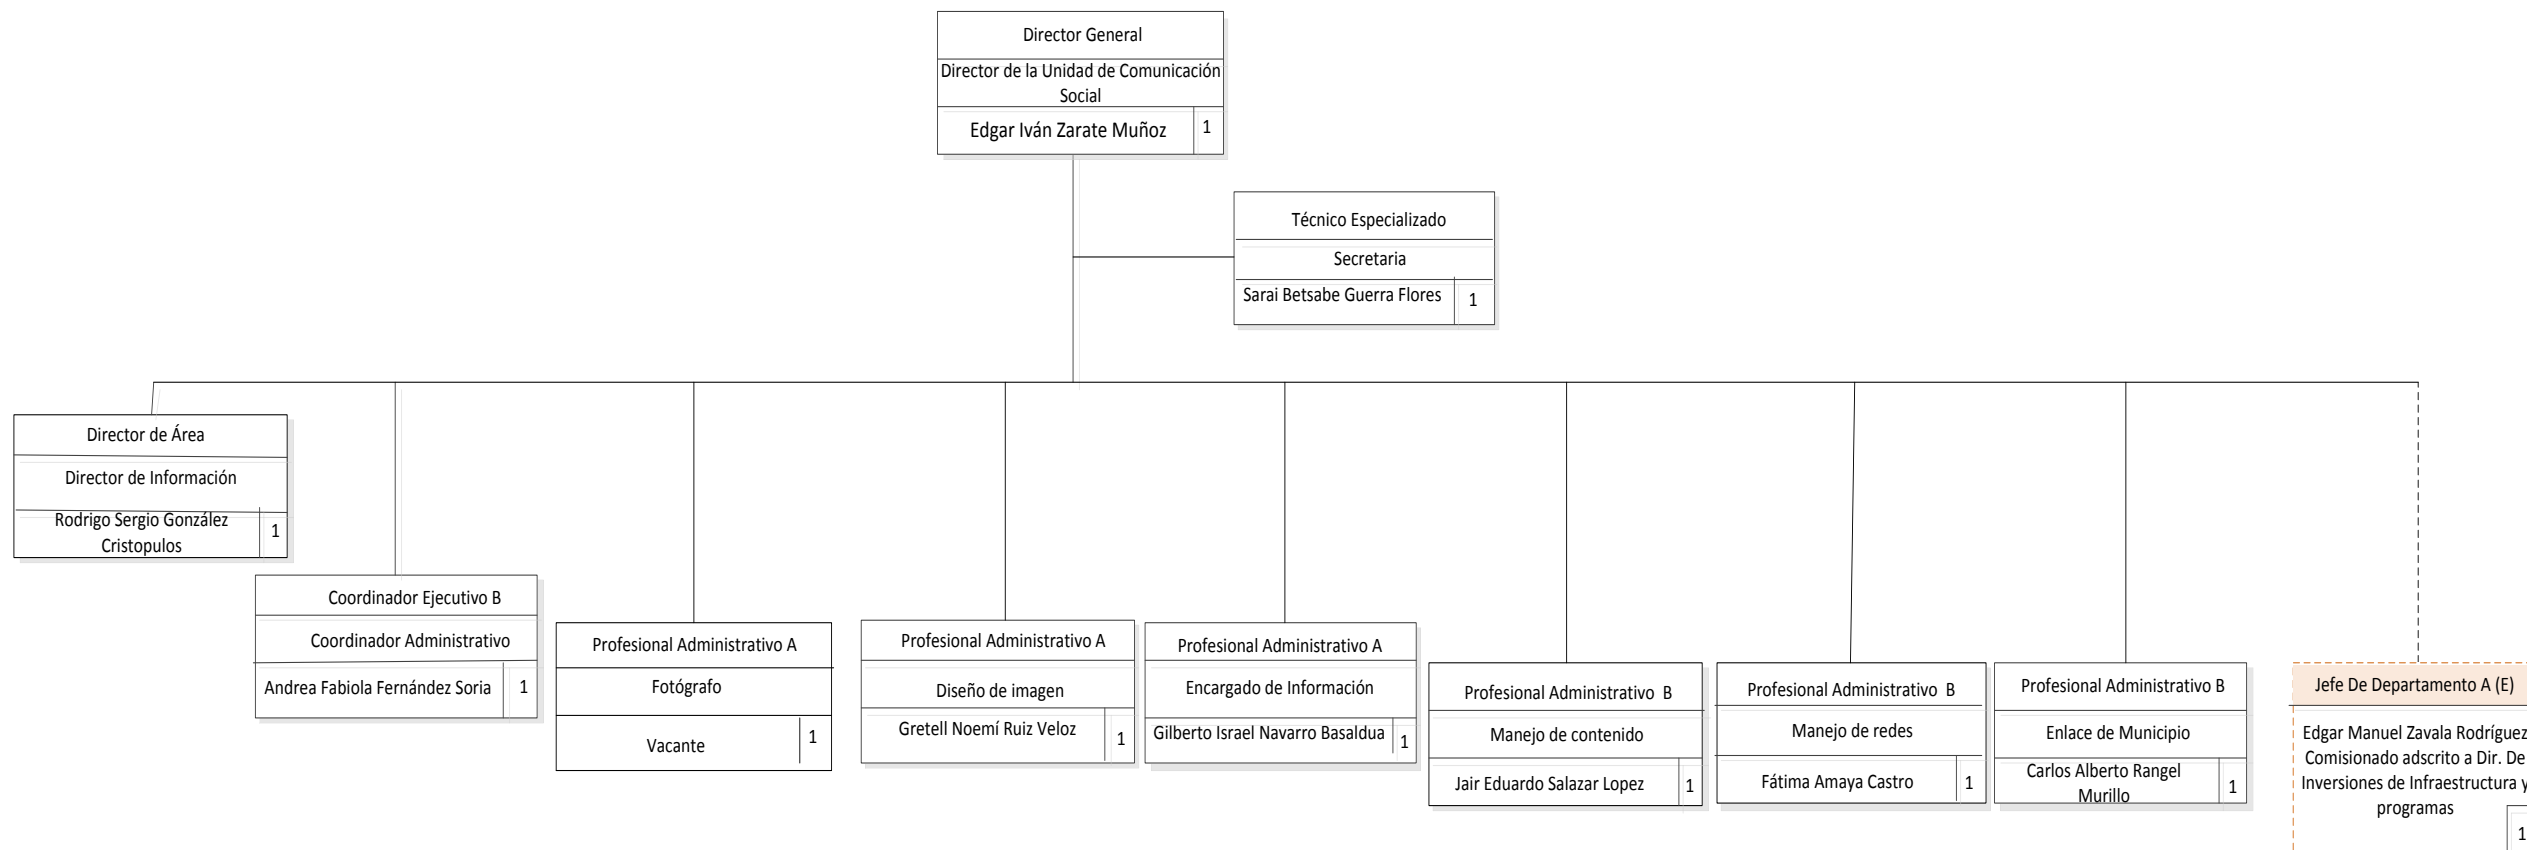 Director General
Director de la Unidad de Comunicación
Social
Edgar Iván Zarate Muñoz
1
Técnico Especializado
Secretaria
Sarai Betsabe Guerra Flores
1
Director de Área
Director de Información
Rodrigo Sergio González
Cristopulos
1
Coordinador Ejecutivo B
Coordinador Administrativo
Andrea Fabiola Fernández Soria
1
Profesional Administrativo A
Fotógrafo
Vacante
1
Profesional Administrativo A
Diseño de imagen
Gretell Noemí Ruiz Veloz
1
Profesional Administrativo A
Encargado de Información
Gilberto Israel Navarro Basaldua
1
Profesional Administrativo B
Manejo de contenido
Jair Eduardo Salazar Lopez
1
Profesional Administrativo B
Manejo de redes
Fátima Amaya Castro
1
Profesional Administrativo B
Enlace de Municipio
Carlos Alberto Rangel
Murillo
1
Jefe De Departamento A (E)
Edgar Manuel Zavala Rodríguez
Comisionado adscrito a Dir. De
Inversiones de Infraestructura y
programas
1